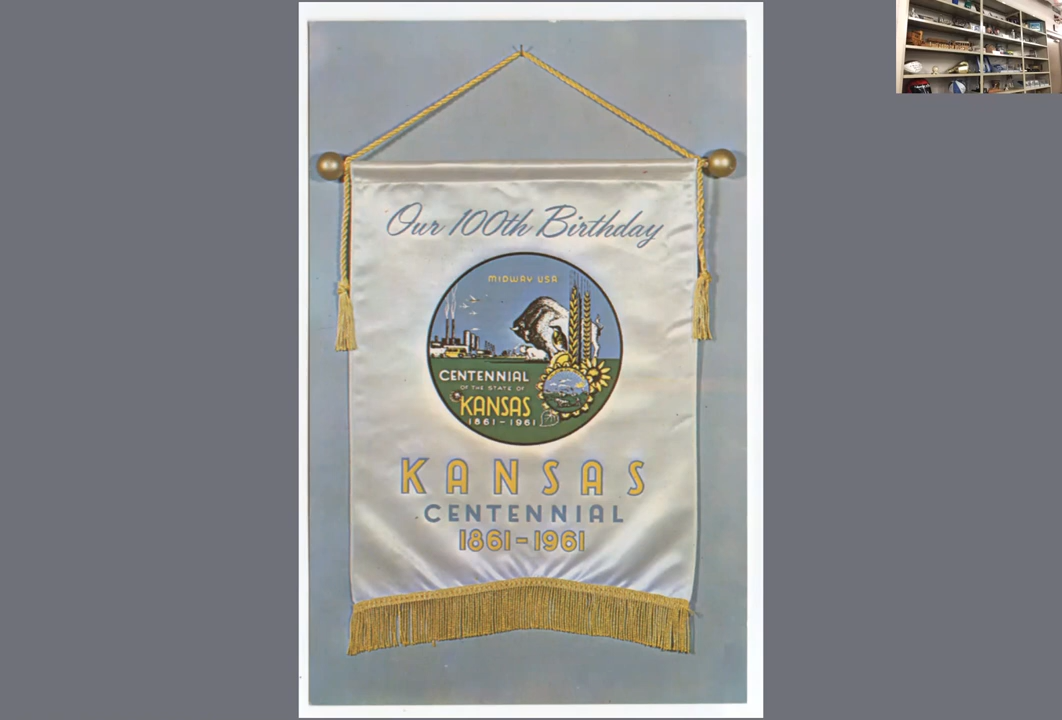 Our 100th Birthday
MIDWAY USA
CENTENNIAL
OF THE STATE OF
KANSAS
1861-1961
KANSAS
CENTENNIAL
1861-1961